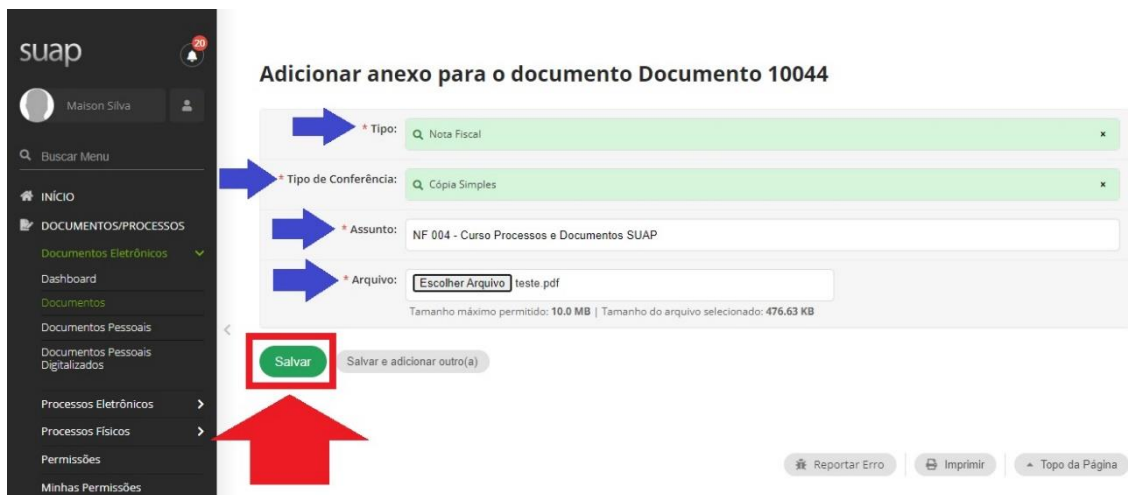 suap
20
Maison Silva
Buscar Menu
INÍCIO
DOCUMENTOS/PROCESSOS
Documentos Eletrônicos
Dashboard
Documentos
Documentos Pessoais
Documentos Pessoais
Digitalizados
Processos Eletrônicos
Processos Físicos
Permissões
Minhas Permissões
Adicionar anexo para o documento Documento 10044
* Tipo: Nota Fiscal ×
* Tipo de Conferência: Cópia Simples ×
* Assunto: NF 004 - Curso Processos e Documentos SUAP
* Arquivo: Escolher Arquivo teste.pdf
Tamanho máximo permitido: 10.0 MB | Tamanho do arquivo selecionado: 476.63 KB
Salvar Salvar e adicionar outro(a)
Reportar Erro Imprimir Topo da Página